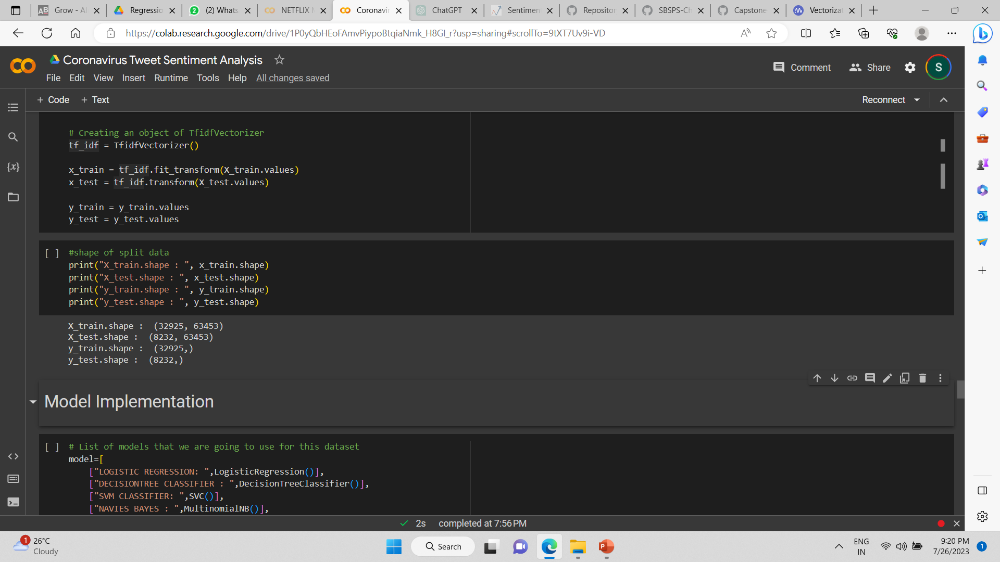 Grow - Al
Regressio
(2) Whats
NETFLIX M
Coronavir
ChatGPT
Sentimen
Repositor
SBSPS-Ch
Capstone
Vectorizat
https://colab.research.google.com/drive/1P0yQbHEoFAmvPiypoBtqiaNmk_H8GI_r?usp=sharing#scrollTo=9tXT7Uv9i-VD
Coronavirus Tweet Sentiment Analysis
Comment
Share
S
File Edit View Insert Runtime Tools Help All changes saved
+ Code + Text
Reconnect
# Creating an object of TfidfVectorizer
tf_idf = TfidfVectorizer()
x_train = tf_idf.fit_transform(X_train.values)
x_test = tf_idf.transform(X_test.values)
y_train = y_train.values
y_test = y_test.values
[ ] #shape of split data
print("X_train.shape : ", x_train.shape)
print("X_test.shape : ", x_test.shape)
print("y_train.shape : ", y_train.shape)
print("y_test.shape : ", y_test.shape)
X_train.shape :  (32925, 63453)
X_test.shape :  (8232, 63453)
y_train.shape :  (32925,)
y_test.shape :  (8232,)
Model Implementation
[ ] # List of models that we are going to use for this dataset
model=[
["LOGISTIC REGRESSION: ",LogisticRegression()],
["DECISIONTREE CLASSIFIER : ",DecisionTreeClassifier()],
["SVM CLASSIFIER: ",SVC()],
["NAVIES BAYES : ",MultinomialNB()],
2s completed at 7:56 PM
1
26°C
Cloudy
Search
ENG
IN
9:20 PM
7/26/2023
1